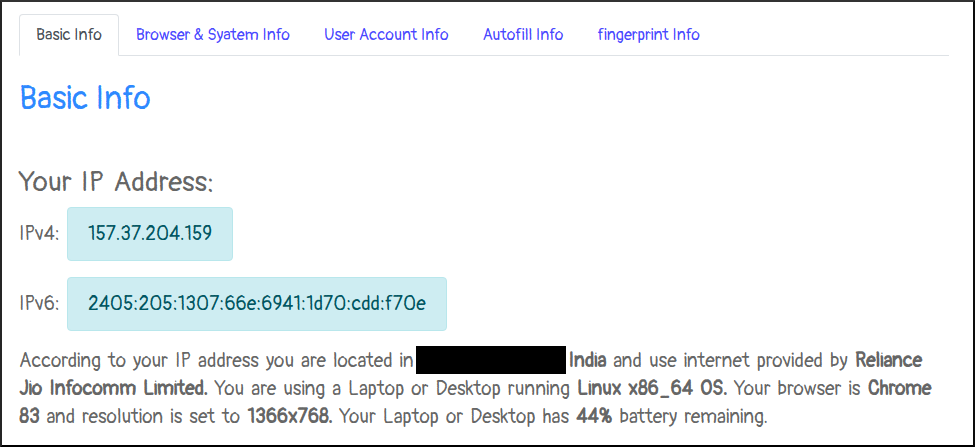 Basic Info Browser & Syatem Info User Account Info Autofill Info fingerprint Info
Basic Info
Your IP Address:
IPv4: 157.37.204.159
IPv6: 2405:205:1307:66e:6941:1d70:cdd:f70e
According to your IP address you are located in India and use internet provided by Reliance
Jio Infocomm Limited. You are using a Laptop or Desktop running Linux x86_64 OS. Your browser is Chrome
83 and resolution is set to 1366x768. Your Laptop or Desktop has 44% battery remaining.